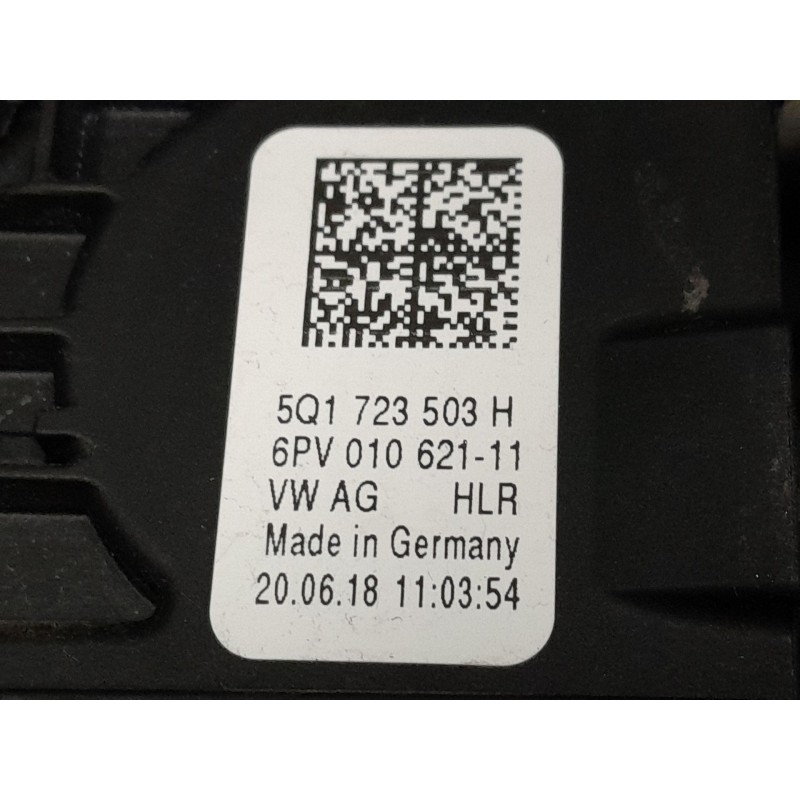 5Q1 723 503 H
6PV 010 621-11
VW AG HLR
Made in Germany
20.06.18 11:03:54